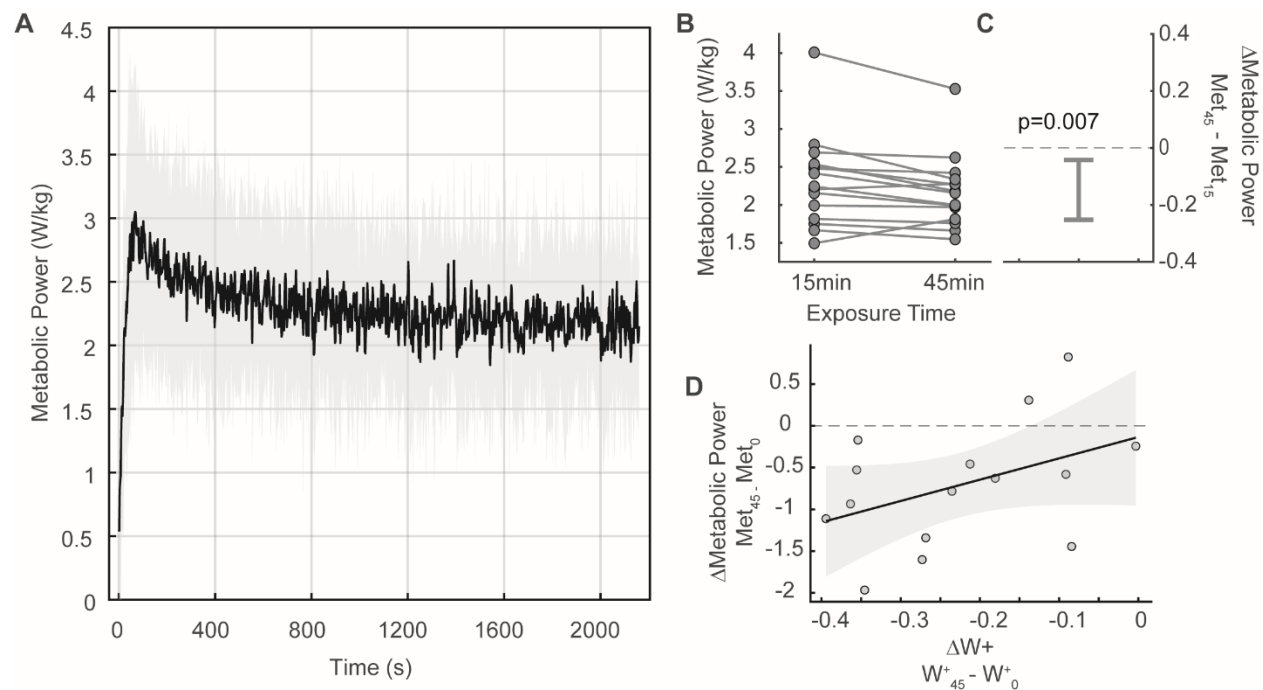 A
4.5
4
3.5
3
2.5
2
1.5
1
0.5
0
Metabolic Power (W/kg)
0 400 800 1200 1600 2000
Time (s)
B
4
3.5
3
2.5
2
1.5
Metabolic Power (W/kg)
15min 45min
Exposure Time
C
p=0.007
0.4
0.2
0
-0.2
-0.4
ΔMetabolic Power
Met45 - Met15
D
0.5
0
-0.5
-1
-1.5
-2
ΔMetabolic Power
Met45 - Met0
-0.4 -0.3 -0.2 -0.1 0
ΔW+
W+45 - W+0